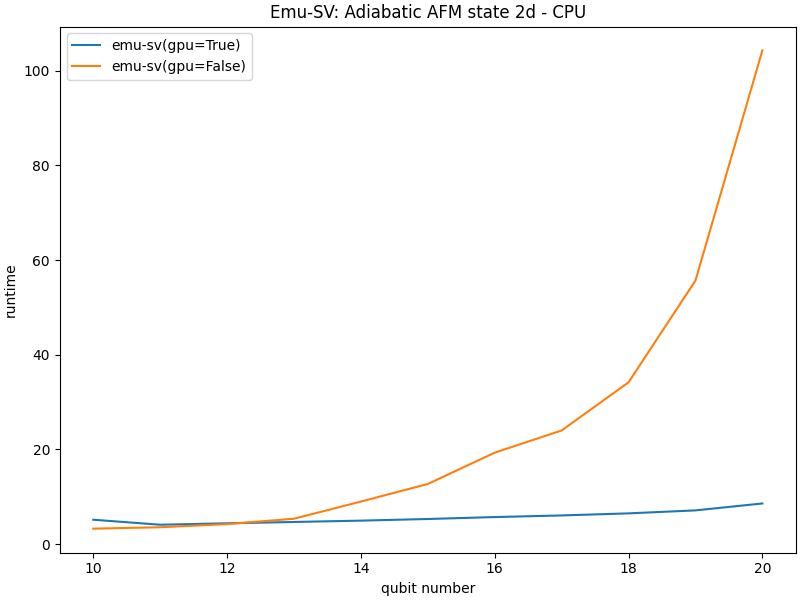 Emu-SV: Adiabatic AFM state 2d - CPU
emu-sv(gpu=True)
emu-sv(gpu=False)
runtime
100
80
60
40
20
0
10 12 14 16 18 20
qubit number